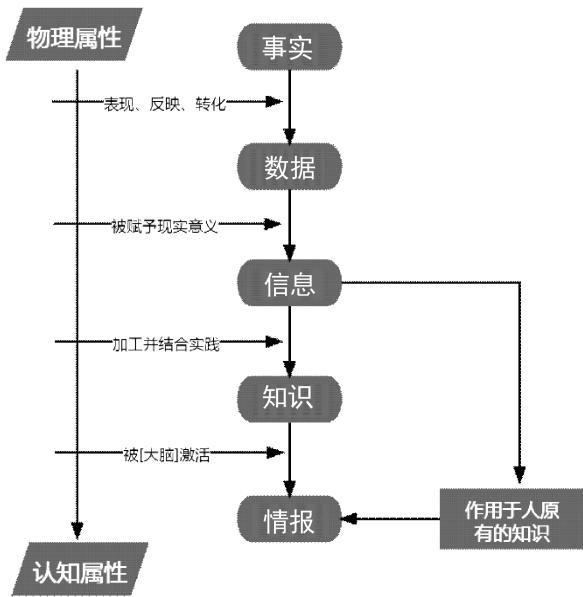 物理属性
事实
表现、反映、转化
数据
被赋予现实意义
信息
加工并结合实践
知识
被[大脑]激活
情报
作用于人原
有的知识
认知属性